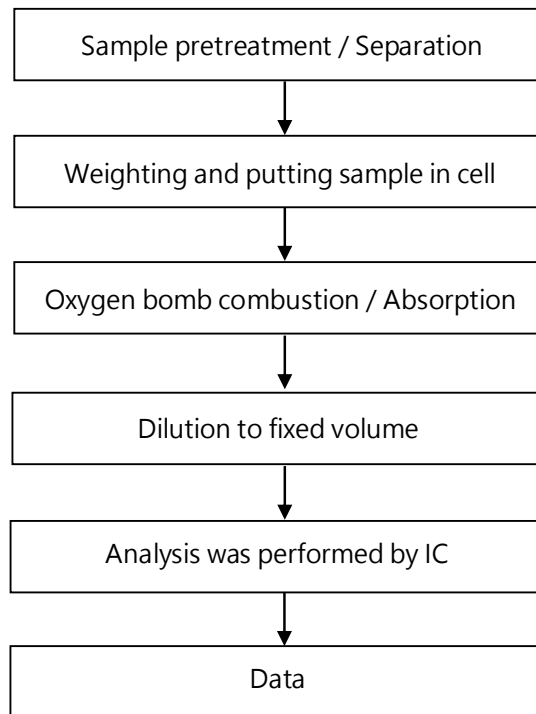 Sample pretreatment / Separation
Weighting and putting sample in cell
Oxygen bomb combustion / Absorption
Dilution to fixed volume
Analysis was performed by IC
Data